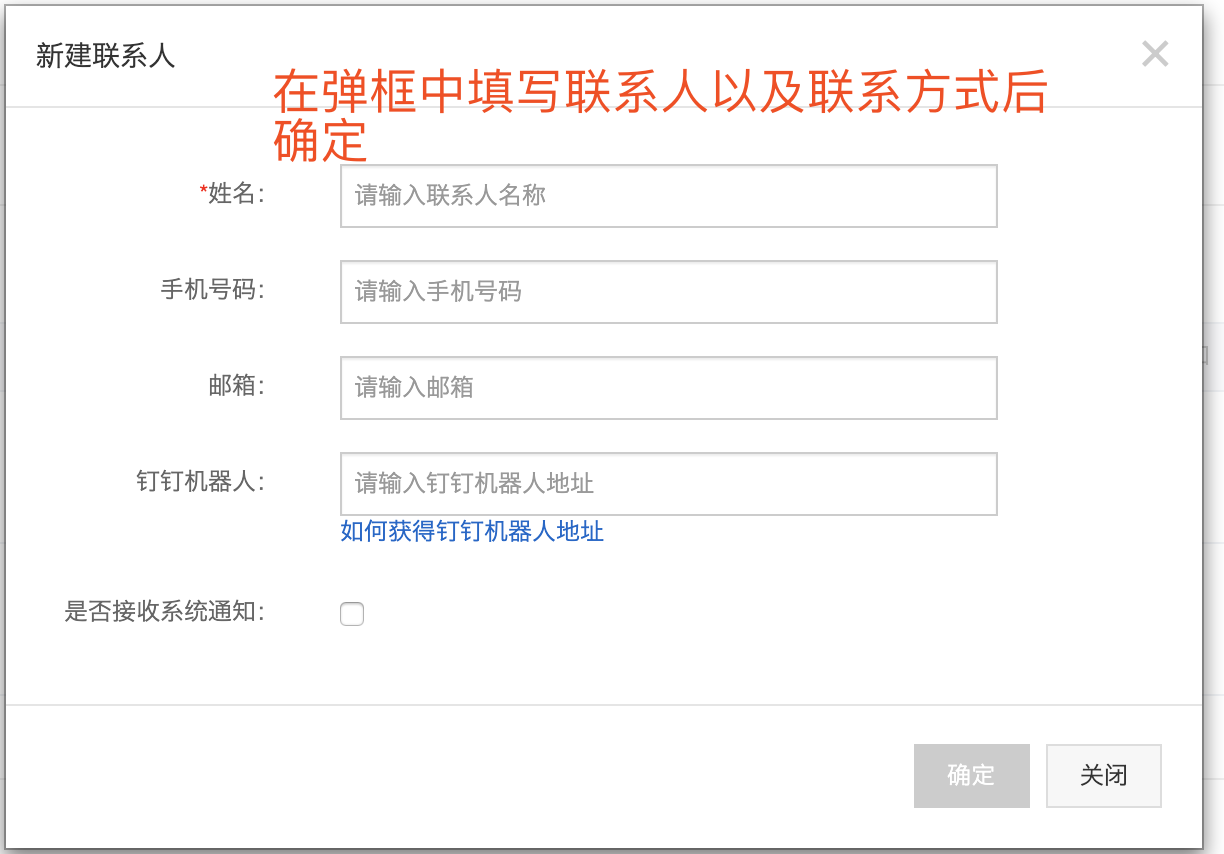 新建联系人
在弹框中填写联系人以及联系方式后
确定
*姓名:
请输入联系人名称
手机号码:
请输入手机号码
邮箱:
请输入邮箱
钉钉机器人:
请输入钉钉机器人地址
如何获得钉钉机器人地址
是否接收系统通知:
确定
关闭